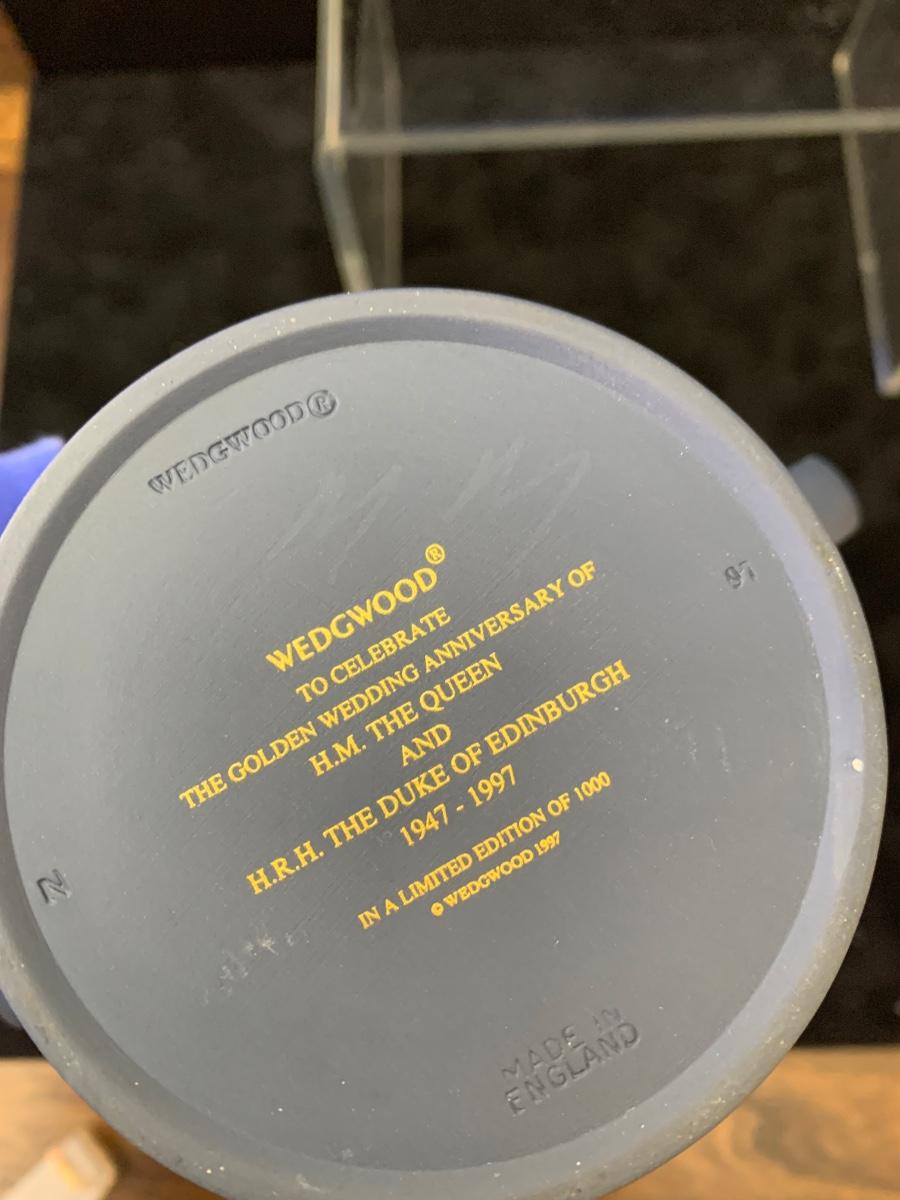 WEDGWOOD®
WEDGWOOD®
TO CELEBRATE
THE GOLDEN WEDDING ANNIVERSARY OF
H.M. THE QUEEN
AND
H.R.H. THE DUKE OF EDINBURGH
1947 - 1997
IN A LIMITED EDITION OF 1000
© WEDGWOOD 1997
97
N
MADE IN
ENGLAND